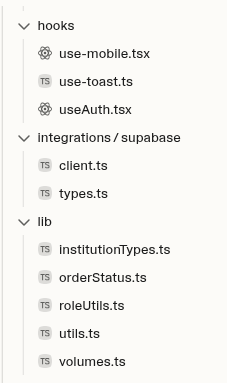 hooks
use-mobile.tsx
TS use-toast.ts
useAuth.tsx
integrations / supabase
TS client.ts
TS types.ts
lib
TS institutionTypes.ts
TS orderStatus.ts
TS roleUtils.ts
TS utils.ts
TS volumes.ts